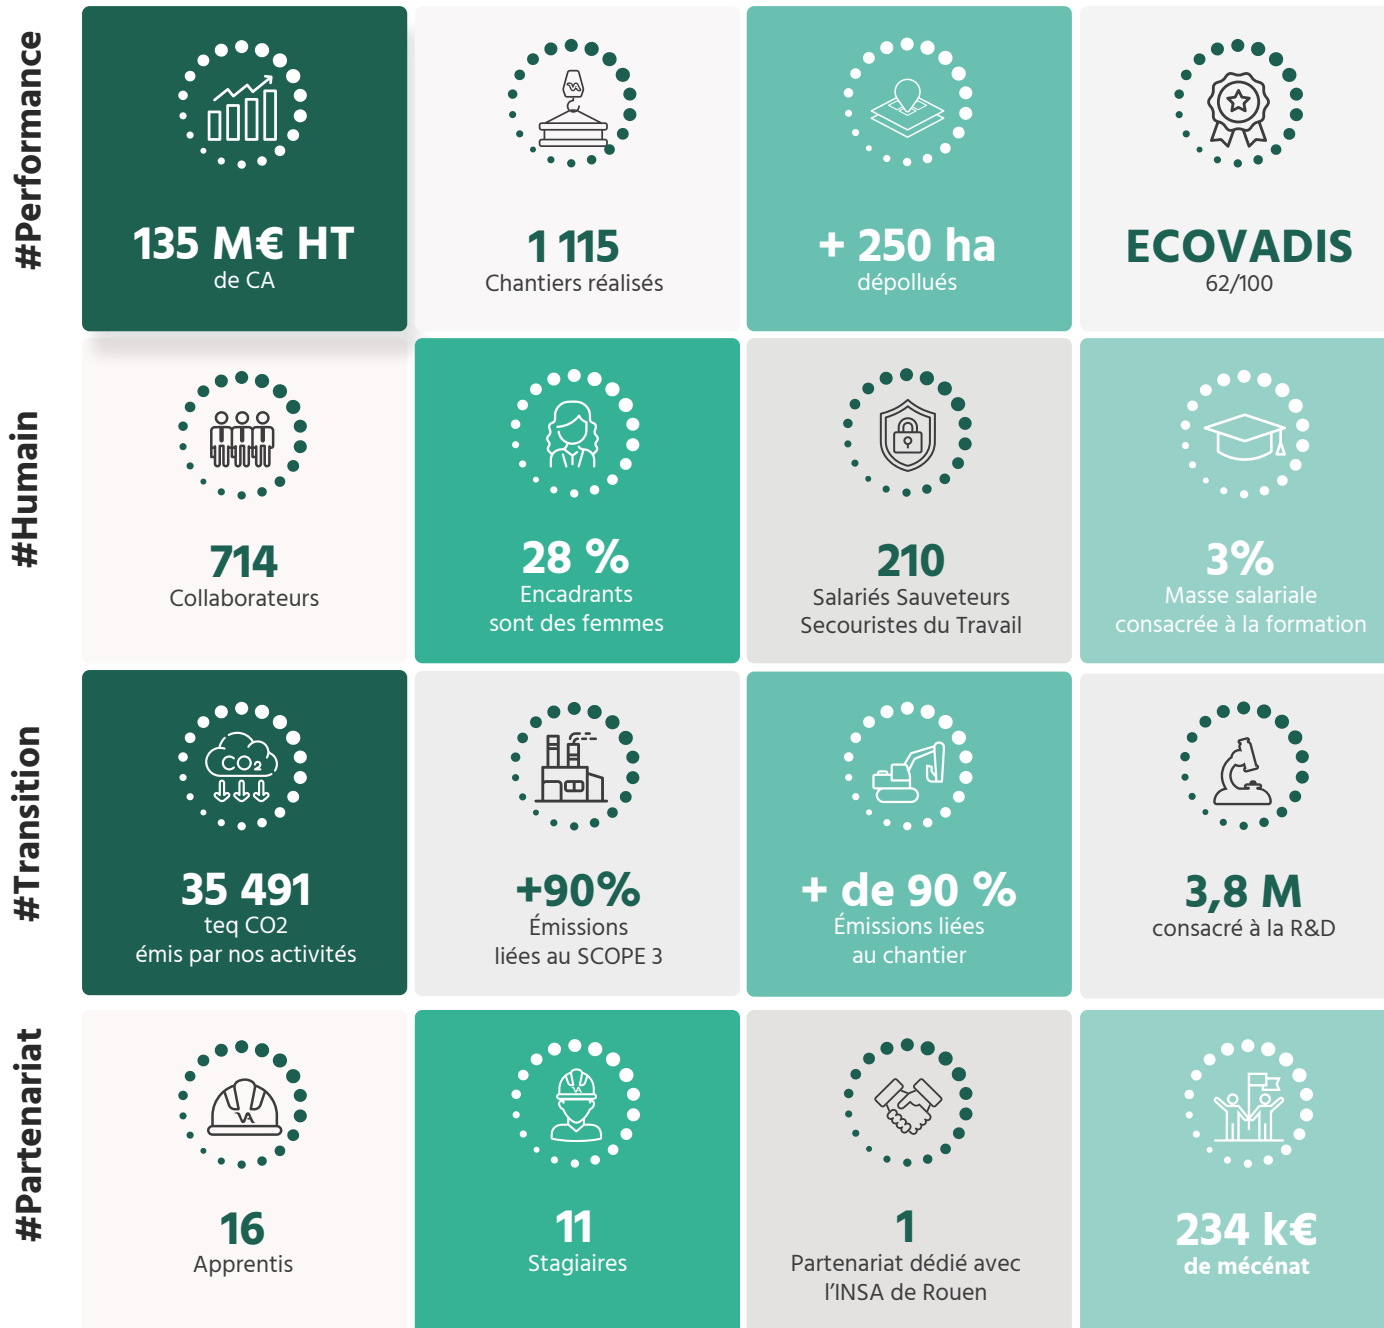 #Performance
135 M€ HT
de CA
1 115
Chantiers réalisés
+ 250 ha
dépollués
ECOVADIS
62/100
#Humain
714
Collaborateurs
28 %
Encadrants
sont des femmes
210
Salariés Sauveteurs
Secouristes du Travail
3%
Masse salariale
consacrée à la formation
#Transition
CO2
35 491
teq CO2
émis par nos activités
+90%
Émissions
liées au SCOPE 3
+ de 90 %
Émissions liées
au chantier
3,8 M
consacré à la R&D
#Partenariat
16
Apprentis
11
Stagiaires
1
Partenariat dédié avec
l'INSA de Rouen
234 k€
de mécénat